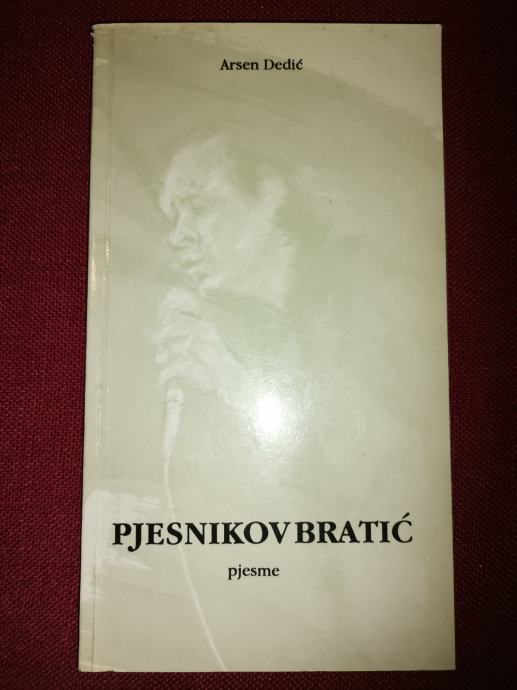 Arsen Dedić
PJESNIKOV BRATIĆ
pjesme